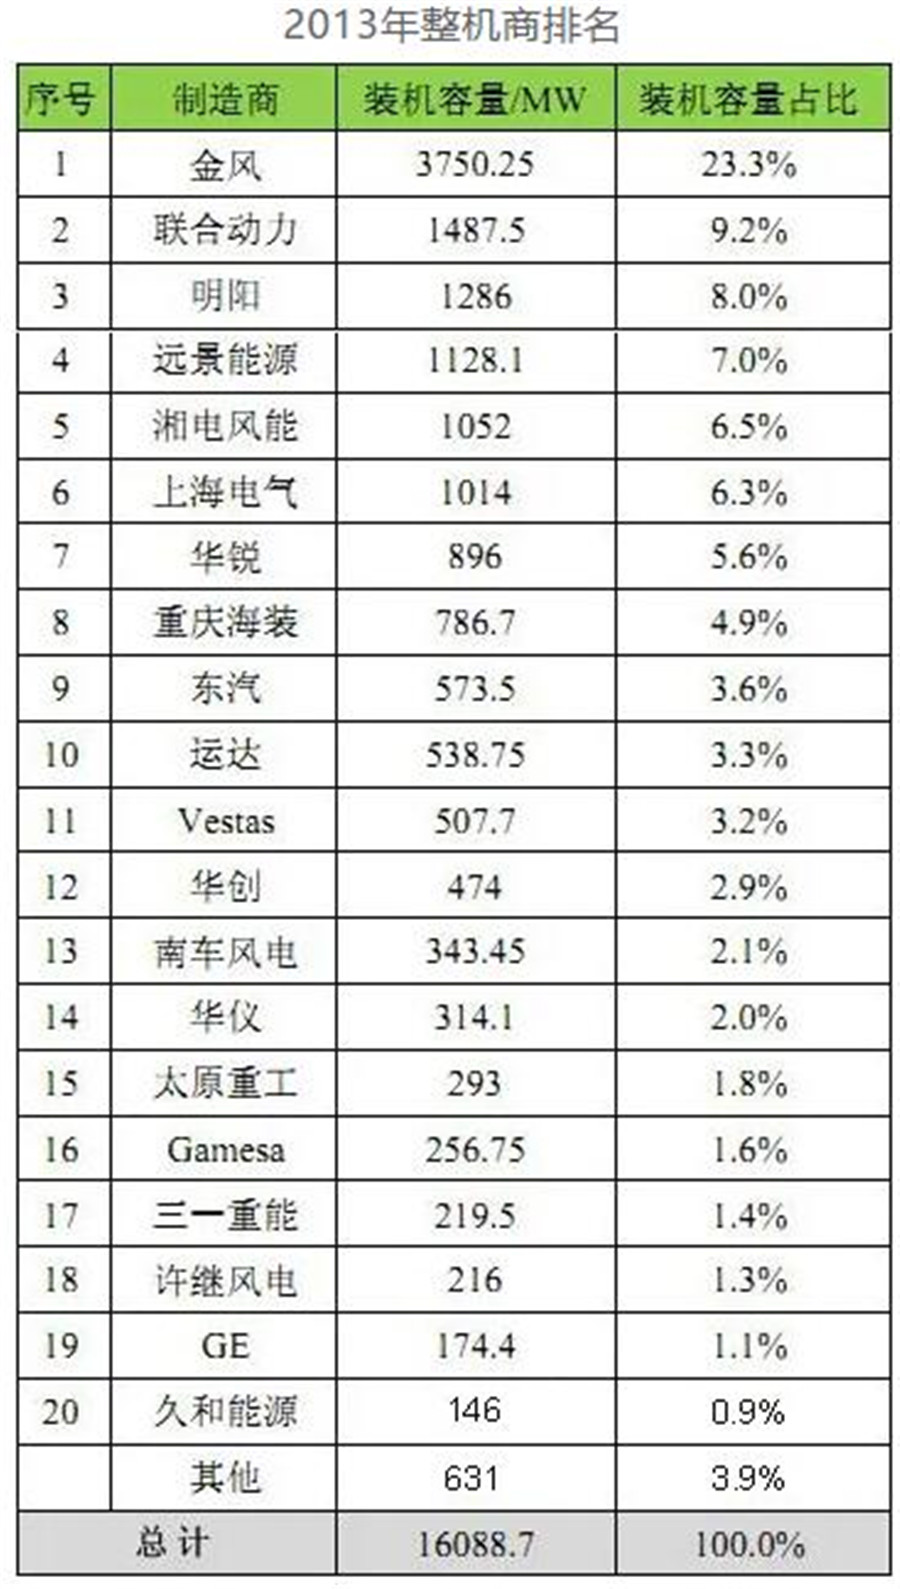 2013年整机商排名
序号 制造商 装机容量/MW 装机容量占比
1 金风 3750.25 23.3%
2 联合动力 1487.5 9.2%
3 明阳 1286 8.0%
4 远景能源 1128.1 7.0%
5 湘电风能 1052 6.5%
6 上海电气 1014 6.3%
7 华锐 896 5.6%
8 重庆海装 786.7 4.9%
9 东汽 573.5 3.6%
10 运达 538.75 3.3%
11 Vestas 507.7 3.2%
12 华创 474 2.9%
13 南车风电 343.45 2.1%
14 华仪 314.1 2.0%
15 太原重工 293 1.8%
16 Gamesa 256.75 1.6%
17 三一重能 219.5 1.4%
18 许继风电 216 1.3%
19 GE 174.4 1.1%
20 久和能源 146 0.9%
其他 631 3.9%
总计 16088.7 100.0%